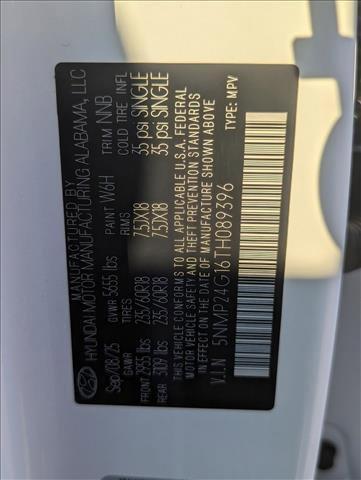 MANUFACTURED BY
HYUNDAI MOTOR MANUFACTURING ALABAMA, LLC
Sep/08/25 GVWR 5655 lbs PAINT W6H TRIM NNB
GAWR TIRES RIMS COLD TIRE INFL
FRONT 2955 lbs 235/60R18 7.5JX18 35 psi SINGLE
REAR 3109 lbs 235/60R18 7.5JX18 35 psi SINGLE
THIS VEHICLE CONFORMS TO ALL APPLICABLE U.S.A. FEDERAL
MOTOR VEHICLE SAFETY AND THEFT PREVENTION STANDARDS
IN EFFECT ON THE DATE OF MANUFACTURE SHOWN ABOVE.
V.I.N 5NMP24G16TH089396 TYPE: MPV